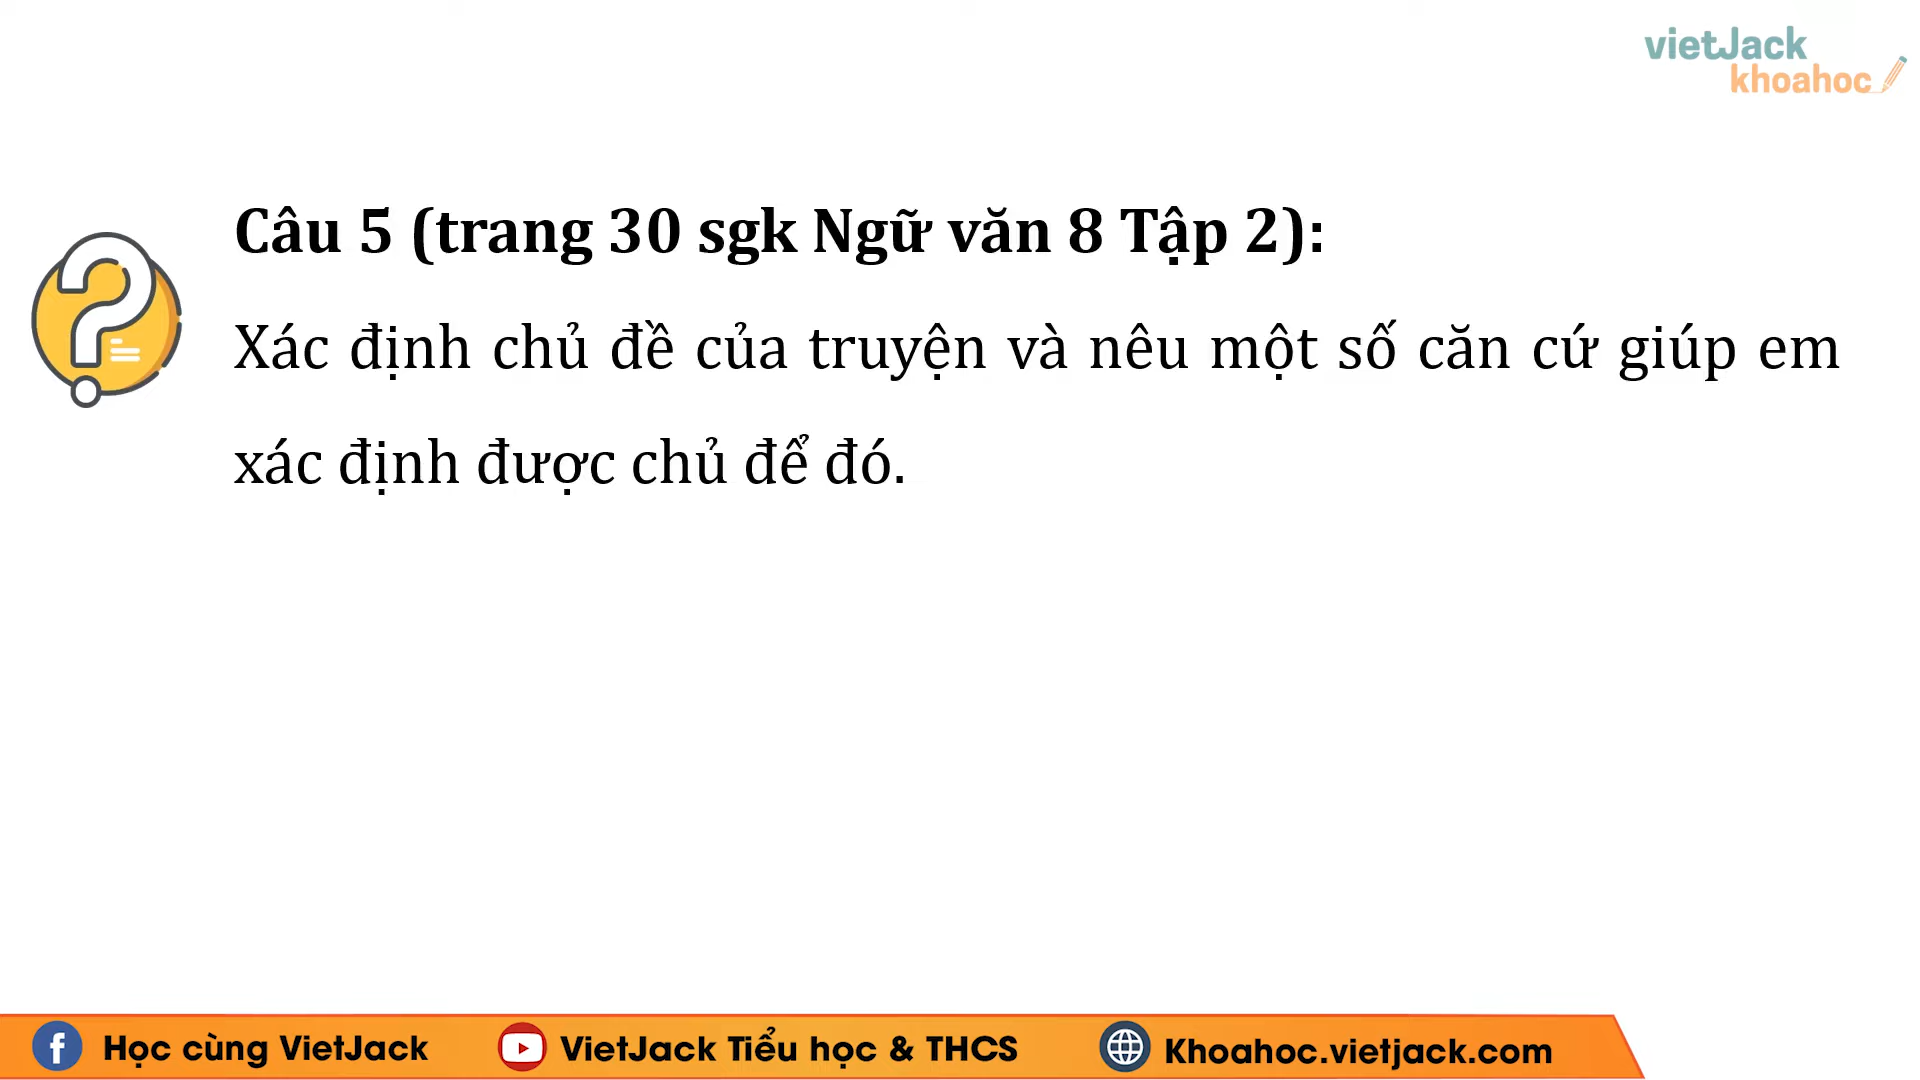 vietJack
khoahoc
Câu 5 (trang 30 sgk Ngữ văn 8 Tập 2):
Xác định chủ đề của truyện và nêu một số căn cứ giúp em
xác định được chủ để đó.
Học cùng VietJack
VietJack Tiểu học & THCS
Khoahoc.vietjack.com